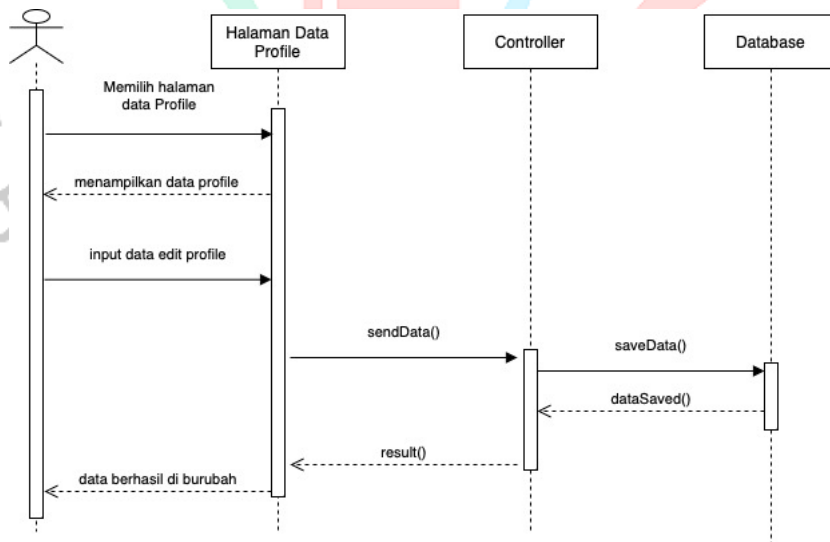 Halaman Data
Profile
Controller
Database
Memilih halaman
data Profile
menampilkan data profile
input data edit profile
sendData()
saveData()
dataSaved()
result()
data berhasil di burubah